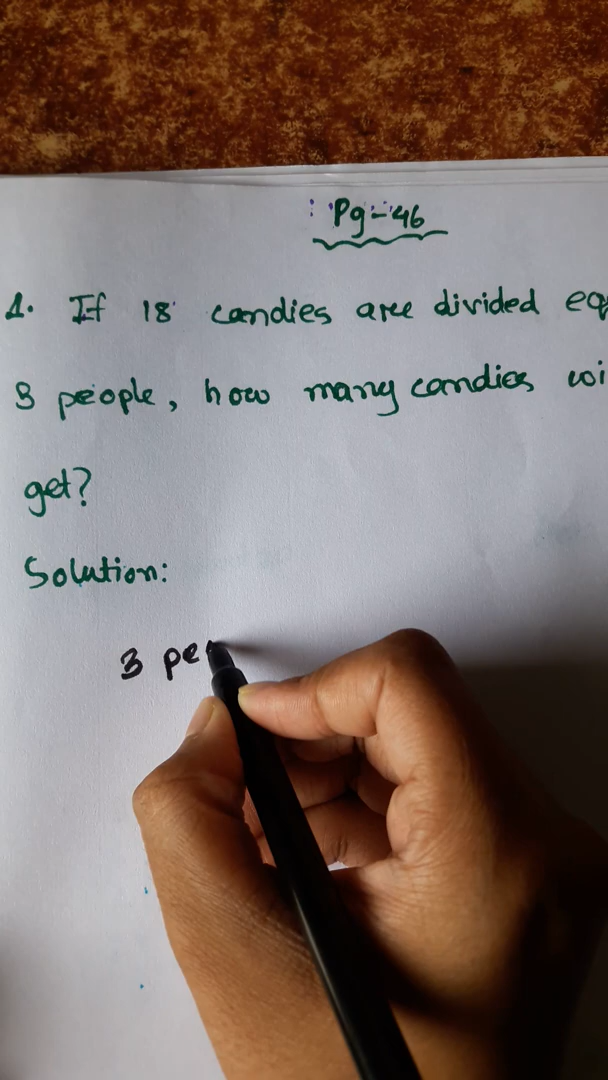 Pg-46
1. If 18 candies are divided eq
3 people, how many candies wi
get?
Solution:
3 pe